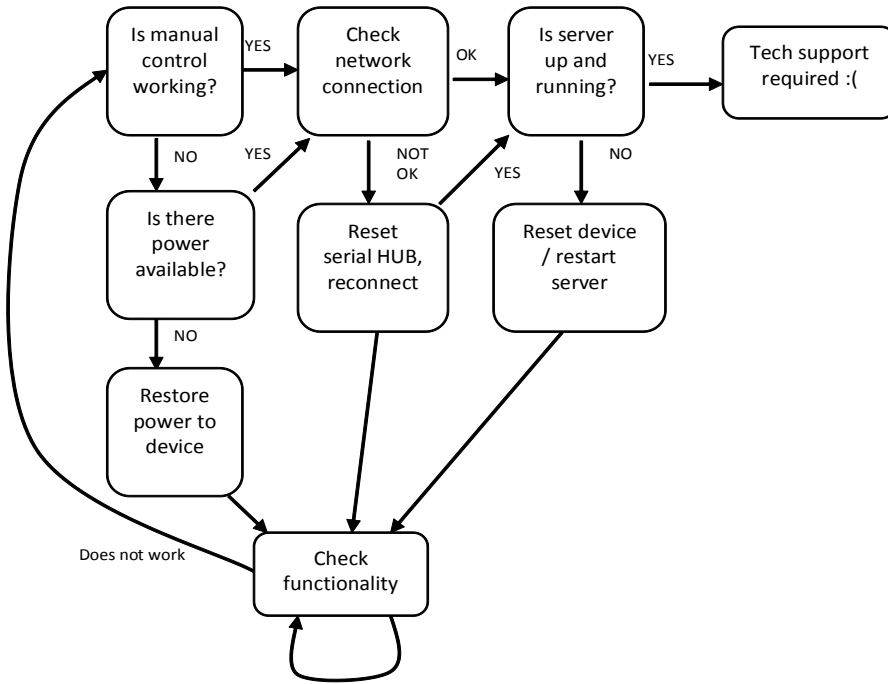 Is manual
control
working?
YES
Check
network
connection
OK
Is server
up and
running?
YES
Tech support
required :(
NO
YES
NOT
OK
YES
NO
Is there
power
available?
Reset
serial HUB,
reconnect
Reset device
/ restart
server
NO
Restore
power to
device
Does not work
Check
functionality